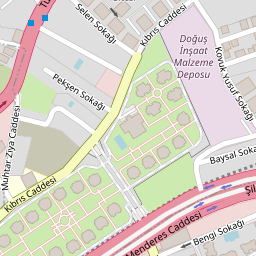 Selen Sokağı
Kıbrıs Caddesi
Doğuş
İnşaat
Malzeme
Deposu
Kovuk Yusuf Sokağı
Pekşen Sokağı
Muhtar Ziya Caddesi
Baysal Soka
Kıbrıs Caddesi
Menderes Caddesi
Bengi Sokağı